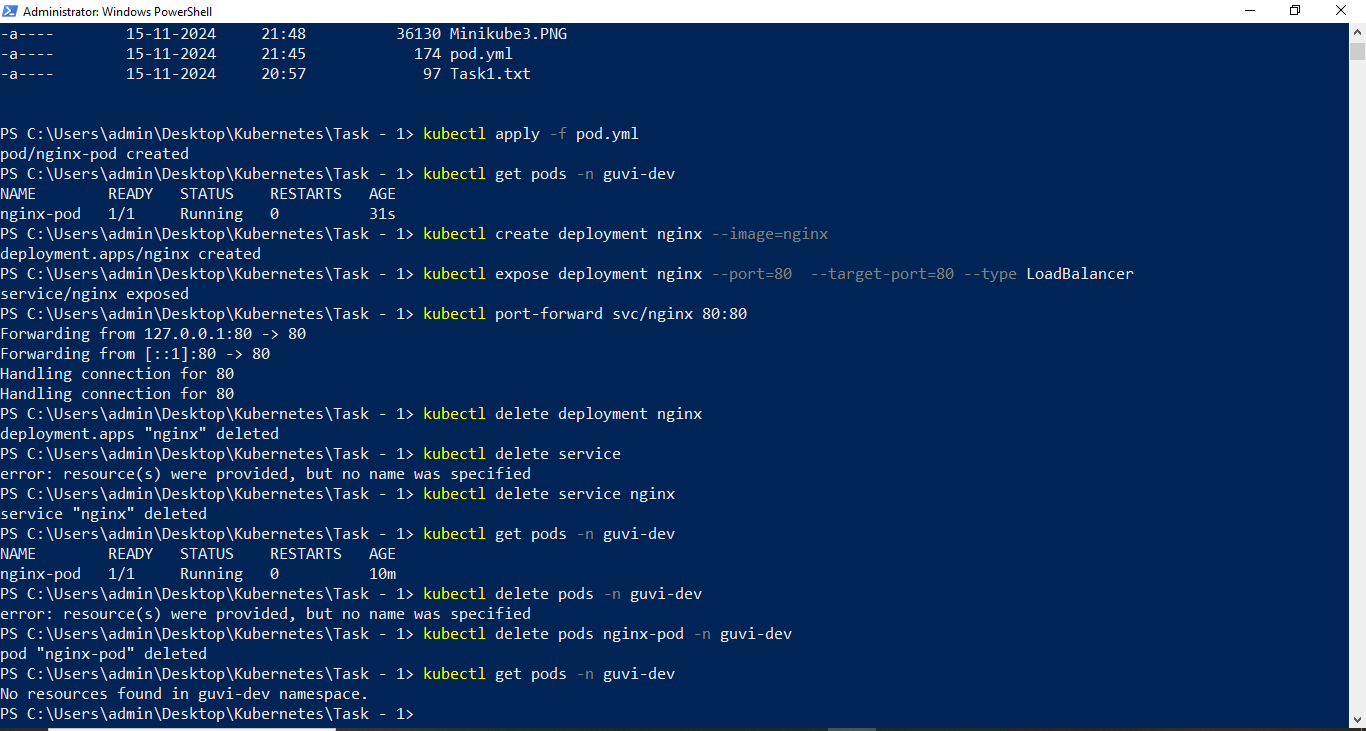 Administrator: Windows PowerShell
-a----        15-11-2024     21:48          36130 Minikube3.PNG
-a----        15-11-2024     21:45            174 pod.yml
-a----        15-11-2024     20:57             97 Task1.txt
PS C:\Users\admin\Desktop\Kubernetes\Task - 1> kubectl apply -f pod.yml
pod/nginx-pod created
PS C:\Users\admin\Desktop\Kubernetes\Task - 1> kubectl get pods -n guvi-dev
NAME        READY   STATUS    RESTARTS   AGE
nginx-pod   1/1     Running   0          31s
PS C:\Users\admin\Desktop\Kubernetes\Task - 1> kubectl create deployment nginx --image=nginx
deployment.apps/nginx created
PS C:\Users\admin\Desktop\Kubernetes\Task - 1> kubectl expose deployment nginx --port=80  --target-port=80 --type LoadBalancer
service/nginx exposed
PS C:\Users\admin\Desktop\Kubernetes\Task - 1> kubectl port-forward svc/nginx 80:80
Forwarding from 127.0.0.1:80 -> 80
Forwarding from [::1]:80 -> 80
Handling connection for 80
Handling connection for 80
PS C:\Users\admin\Desktop\Kubernetes\Task - 1> kubectl delete deployment nginx
deployment.apps "nginx" deleted
PS C:\Users\admin\Desktop\Kubernetes\Task - 1> kubectl delete service
error: resource(s) were provided, but no name was specified
PS C:\Users\admin\Desktop\Kubernetes\Task - 1> kubectl delete service nginx
service "nginx" deleted
PS C:\Users\admin\Desktop\Kubernetes\Task - 1> kubectl get pods -n guvi-dev
NAME        READY   STATUS    RESTARTS   AGE
nginx-pod   1/1     Running   0          10m
PS C:\Users\admin\Desktop\Kubernetes\Task - 1> kubectl delete pods -n guvi-dev
error: resource(s) were provided, but no name was specified
PS C:\Users\admin\Desktop\Kubernetes\Task - 1> kubectl delete pods nginx-pod -n guvi-dev
pod "nginx-pod" deleted
PS C:\Users\admin\Desktop\Kubernetes\Task - 1> kubectl get pods -n guvi-dev
No resources found in guvi-dev namespace.
PS C:\Users\admin\Desktop\Kubernetes\Task - 1>